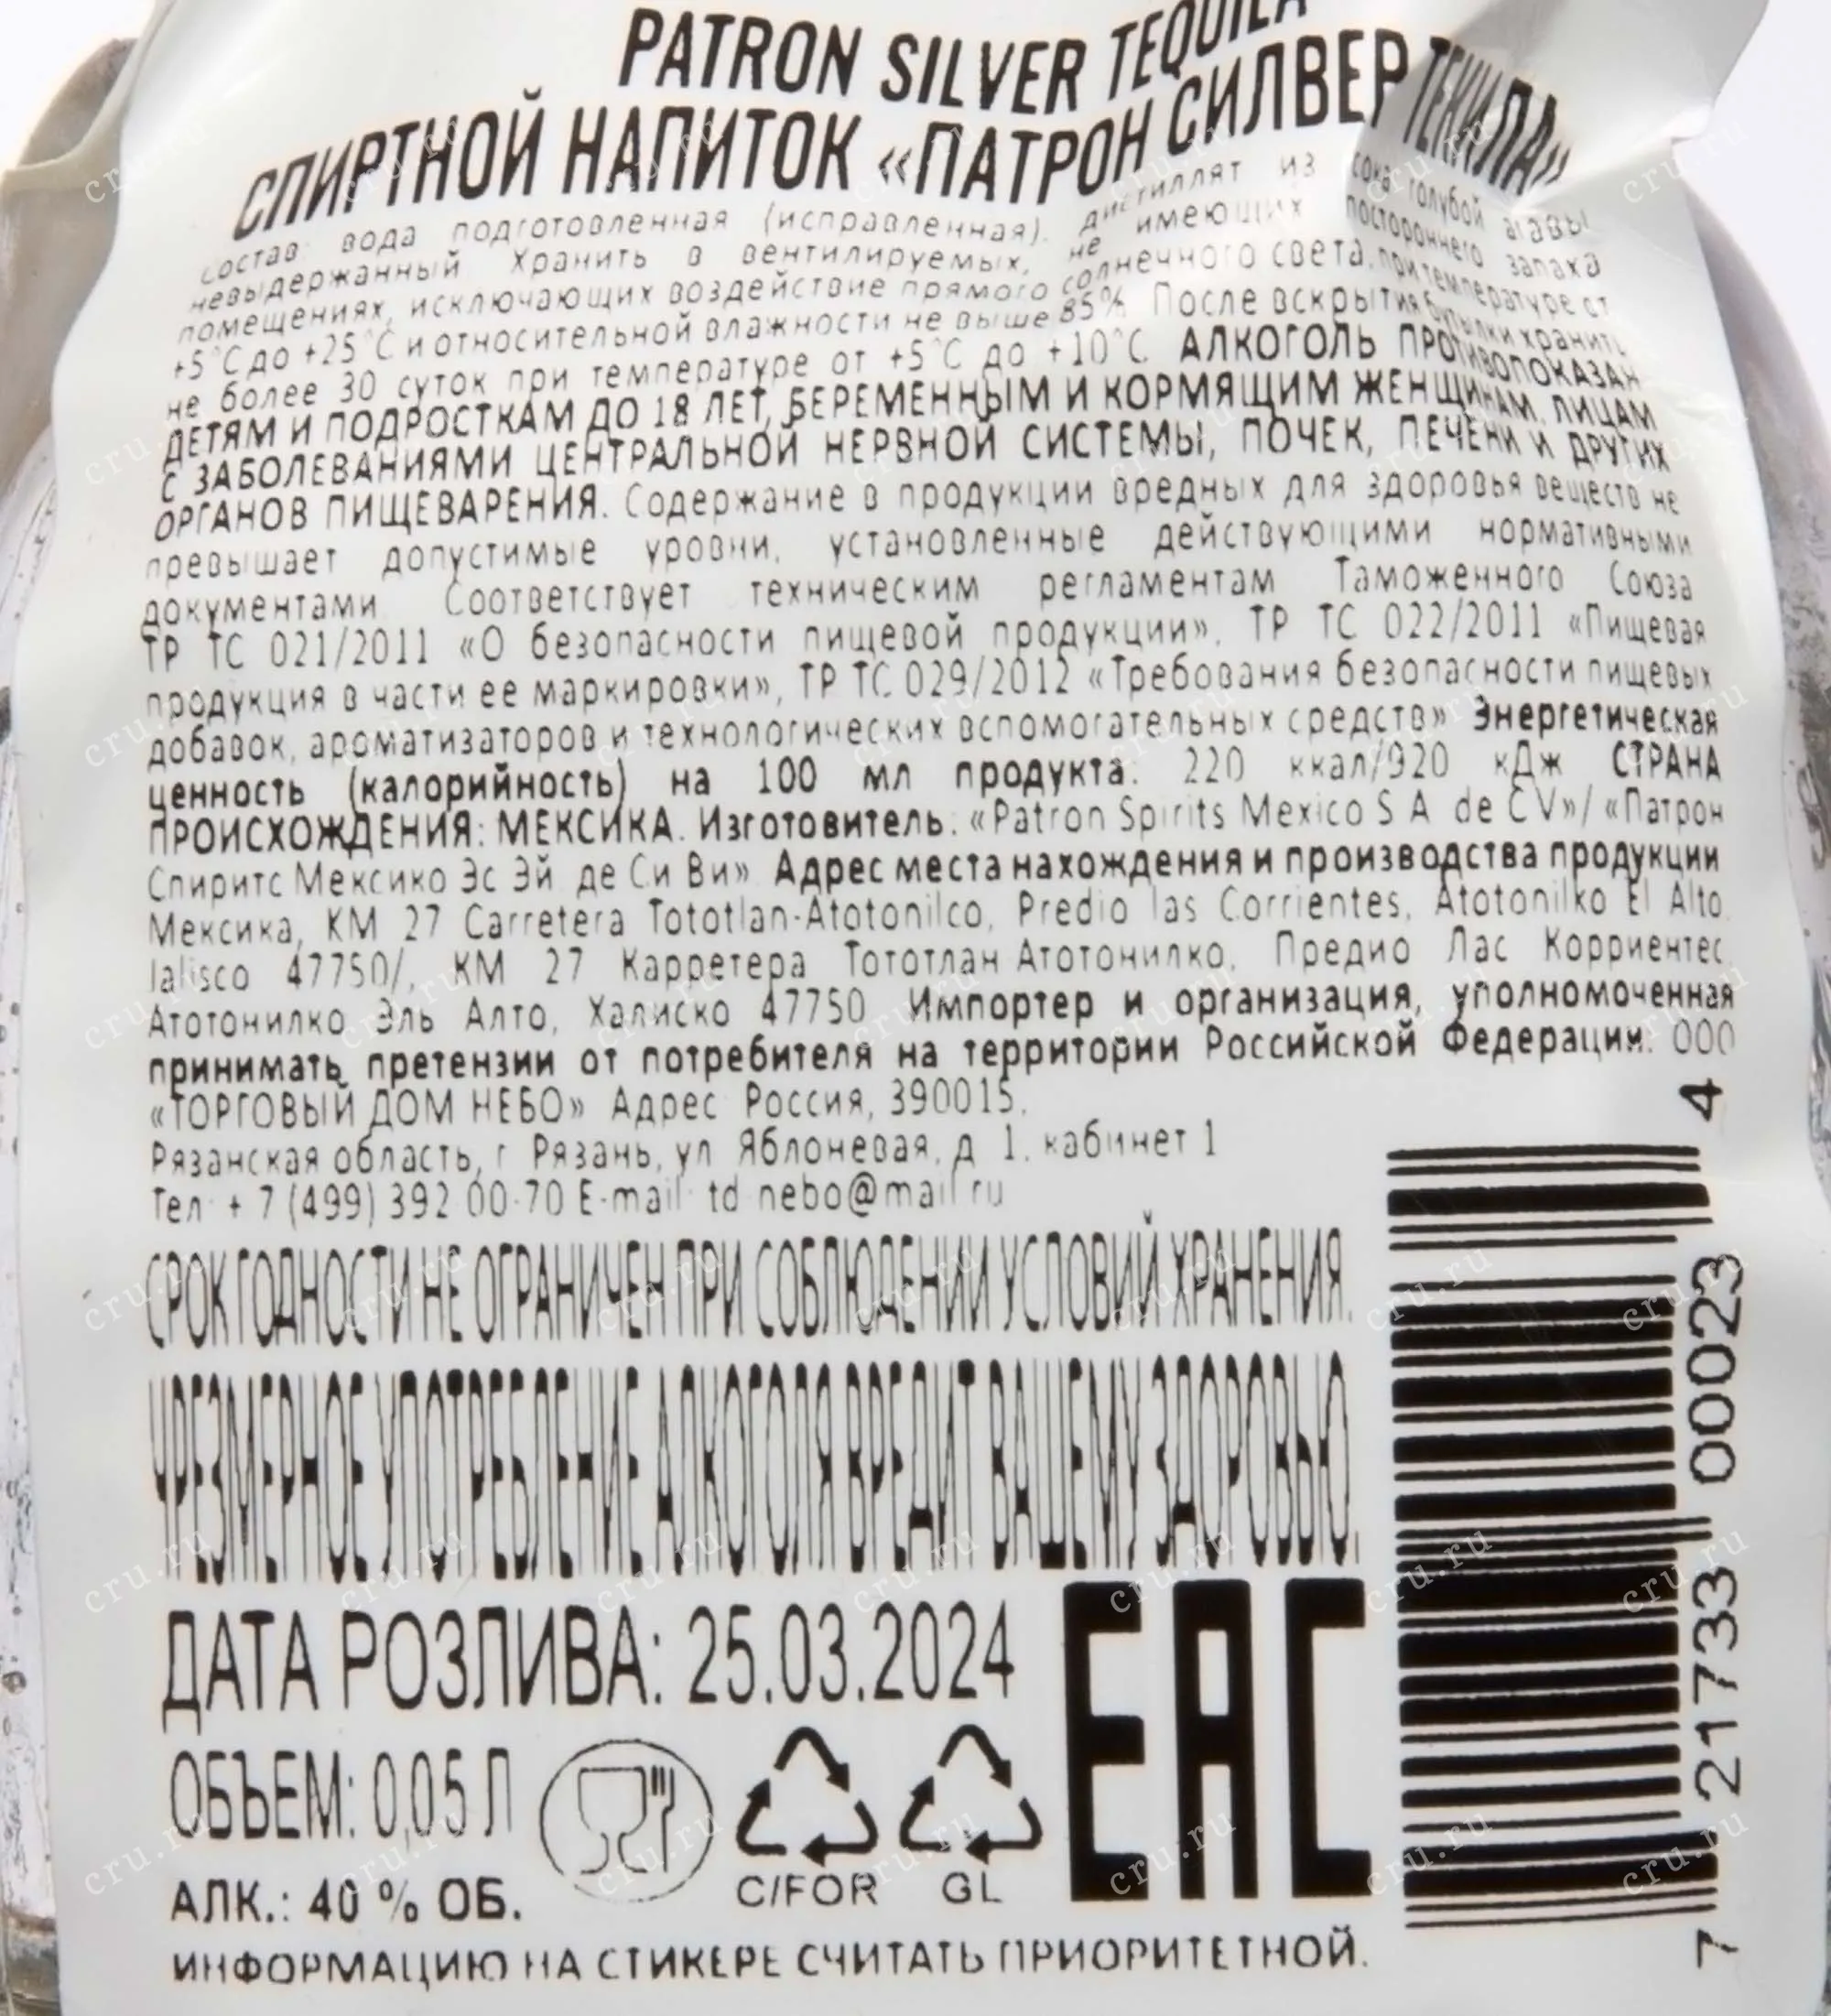 PATRON SILVER TEQUILA
СПИРТНОЙ НАПИТОК «ПАТРОН СИЛВЕР ТЕКИЛА»
Состав: вода подготовленная (исправленная), дистиллят из сока голубой агавы
невыдержанный. Хранить в вентилируемых, не имеющих постороннего запаха
помещениях, исключающих воздействие прямого солнечного света, при температуре от
+5°C до +25°C и относительной влажности не выше 85%. После вскрытия бутылки хранить
не более 30 суток при температуре от +5°C до +10°C. АЛКОГОЛЬ ПРОТИВОПОКАЗАН
ДЕТЯМ И ПОДРОСТКАМ ДО 18 ЛЕТ, БЕРЕМЕННЫМ И КОРМЯЩИМ ЖЕНЩИНАМ, ЛИЦАМ
С ЗАБОЛЕВАНИЯМИ ЦЕНТРАЛЬНОЙ НЕРВНОЙ СИСТЕМЫ, ПОЧЕК, ПЕЧЕНИ И ДРУГИХ
ОРГАНОВ ПИЩЕВАРЕНИЯ. Содержание в продукции вредных для здоровья веществ не
превышает допустимые уровни, установленные действующими нормативными
документами. Соответствует техническим регламентам Таможенного Союза
ТР ТС 021/2011 «О безопасности пищевой продукции», ТР ТС 022/2011 «Пищевая
продукция в части ее маркировки», ТР ТС 029/2012 «Требования безопасности пищевых
добавок, ароматизаторов и технологических вспомогательных средств» Энергетическая
ценность (калорийность) на 100 мл продукта: 220 ккал/920 кДж СТРАНА
ПРОИСХОЖДЕНИЯ: МЕКСИКА. Изготовитель: «Patron Spirits Mexico S A de C V»/ «Патрон
Спиритс Мексико Эс Эй де Си Ви» Адрес места нахождения и производства продукции
Мексика, КМ 27 Carretera Tototlan-Atotonilco, Predio las Corrientes, Atotonilko El Alto,
Jalisco 47750/, КМ 27 Карретера Тототлан Атотонилко, Предио Лас Корриентес,
Атотонилко Эль Алто, Халиско 47750 Импортер и организация, уполномоченная
принимать претензии от потребителя на территории Российской Федерации: ООО
«ТОРГОВЫЙ ДОМ НЕБО» Адрес Россия, 390015,
Рязанская область, г Рязань, ул Яблоневая, д 1, кабинет 1
Тел: + 7 (499) 392 00-70 E-mail: td nebo@mail ru
СРОК ГОДНОСТИ НЕ ОГРАНИЧЕН ПРИ СОБЛЮДЕНИИ УСЛОВИЙ ХРАНЕНИЯ.
ЧРЕЗМЕРНОЕ УПОТРЕБЛЕНИЕ АЛКОГОЛЯ ВРЕДИТ ВАШЕМУ ЗДОРОВЬЮ.
ДАТА РОЗЛИВА: 25.03.2024
ОБЪЕМ: 0,05 Л
АЛК.: 40 % ОБ.
C/FOR
GL
EAC
7 21733 00023 4
ИНФОРМАЦИЮ НА СТИКЕРЕ СЧИТАТЬ ПРИОРИТЕТНОЙ.
cru.ru